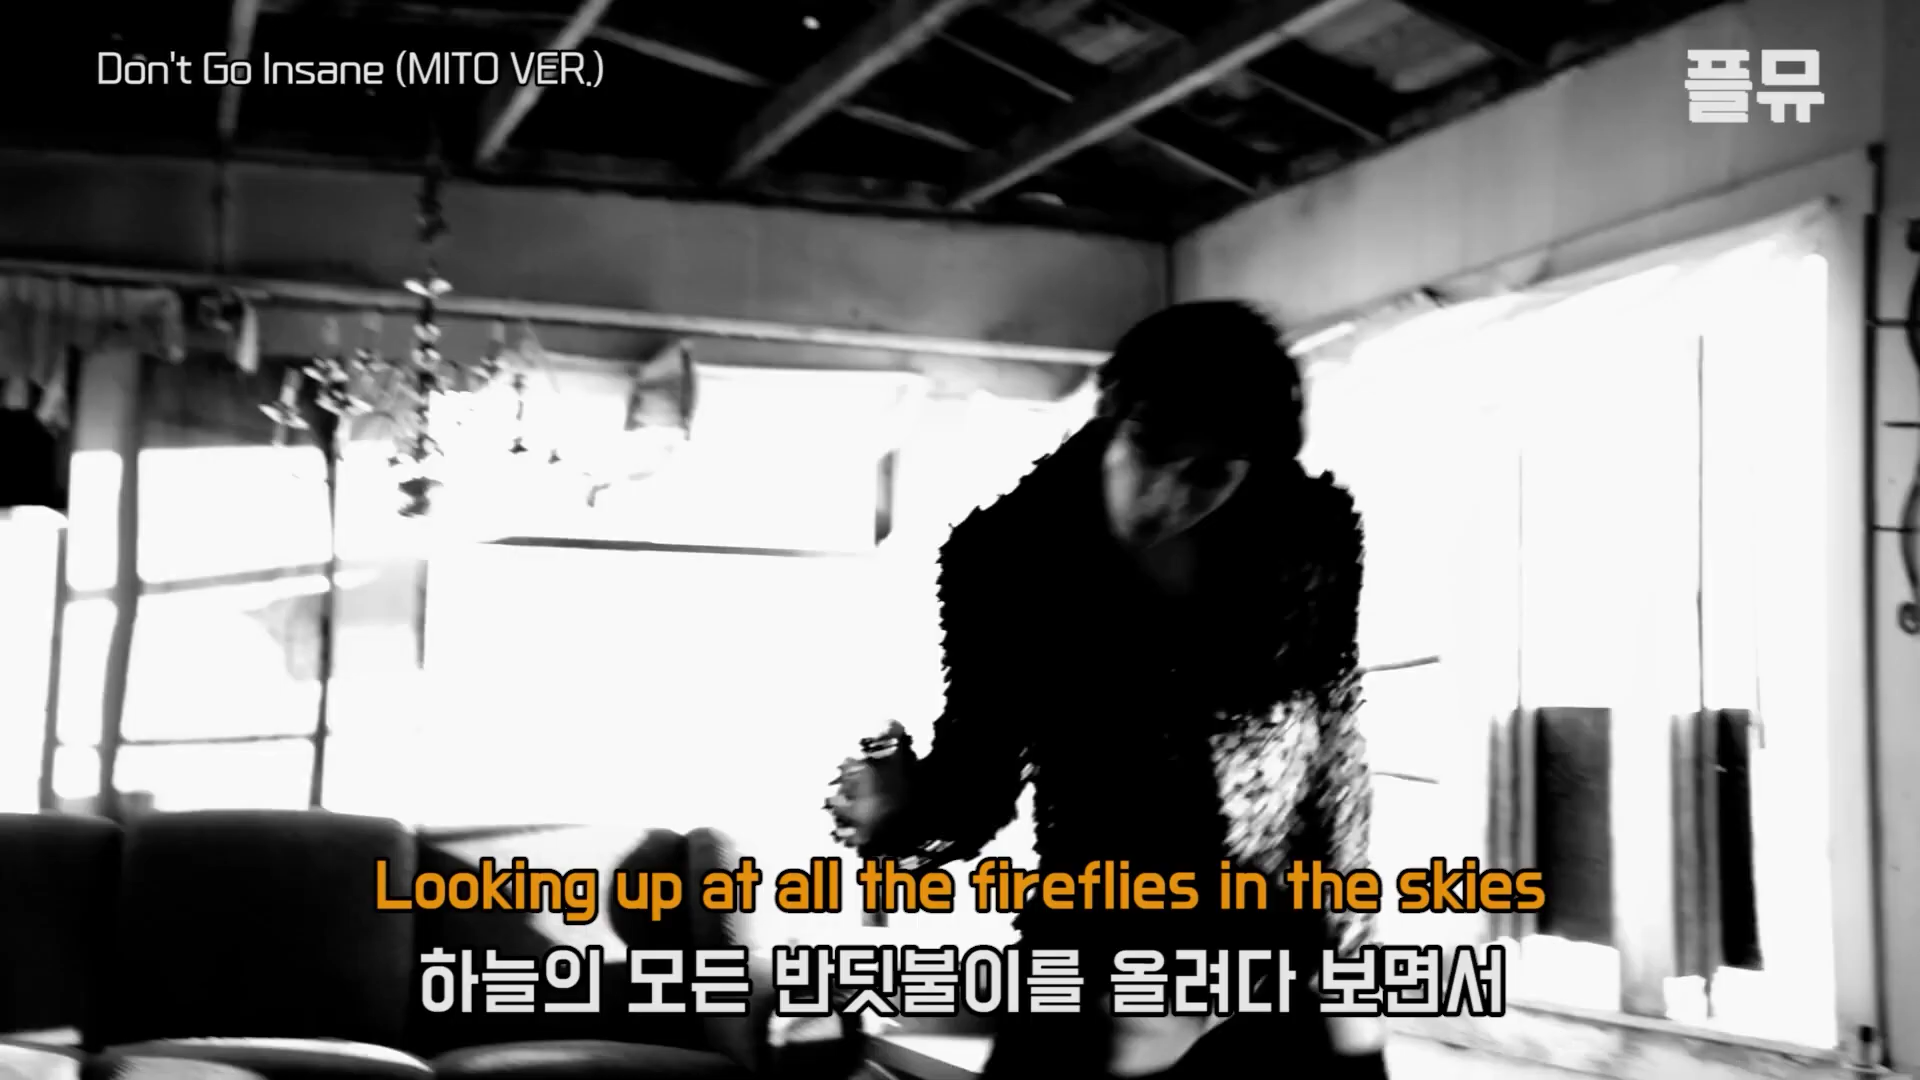 Don't Go Insane (MITO VER.)
플뮤
Looking up at all the fireflies in the skies
하늘의 모든 반딧불이를 올려다 보면서